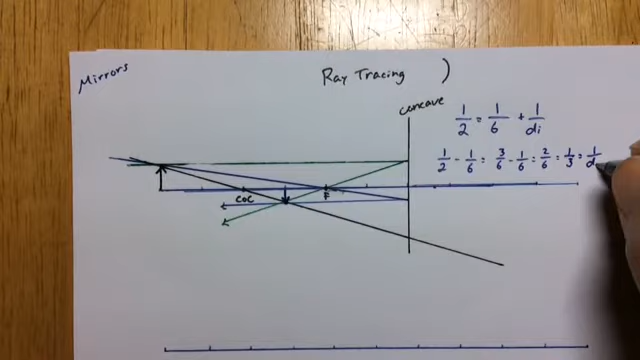 Mirrors
Ray Tracing )
concave
1/2 = 1/6 + 1/di
1/2 - 1/6 = 3/6 - 1/6 = 2/6 = 1/3 = 1/d
COC
F